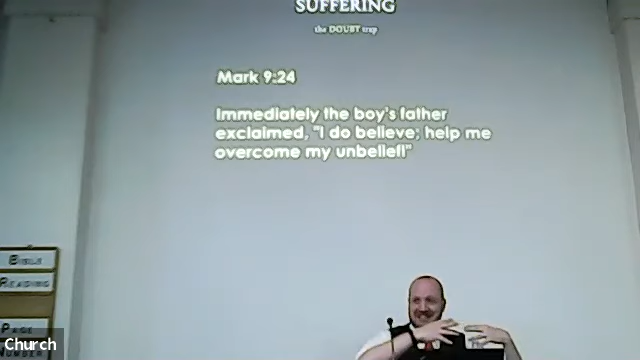 SUFFERING
the DOUBT trap
Mark 9:24
Immediately the boy's father
exclaimed, "I do believe; help me
overcome my unbelief!"
BIBLE
READING
PAGE
NUMBER
Church